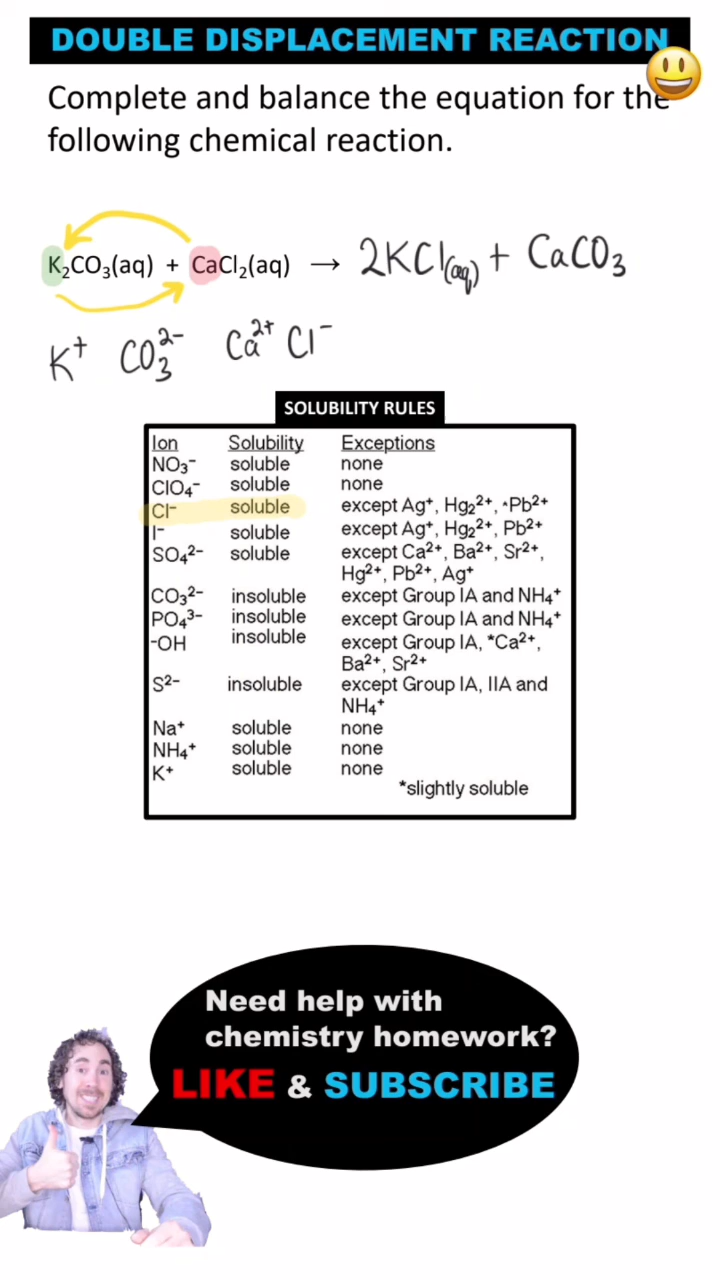 DOUBLE DISPLACEMENT REACTION
Complete and balance the equation for the
following chemical reaction.
K₂CO₃(aq) + CaCl₂(aq) → 2KCl(aq) + CaCO₃
K⁺ CO₃²⁻ Ca²⁺ Cl⁻
SOLUBILITY RULES
Ion Solubility Exceptions
NO₃⁻ soluble none
ClO₄⁻ soluble none
Cl⁻ soluble except Ag⁺, Hg₂²⁺, *Pb²⁺
I⁻ soluble except Ag⁺, Hg₂²⁺, Pb²⁺
SO₄²⁻ soluble except Ca²⁺, Ba²⁺, Sr²⁺,
Hg²⁺, Pb²⁺, Ag⁺
CO₃²⁻ insoluble except Group IA and NH₄⁺
PO₄³⁻ insoluble except Group IA and NH₄⁺
⁻OH insoluble except Group IA, *Ca²⁺,
Ba²⁺, Sr²⁺
S²⁻ insoluble except Group IA, IIA and
NH₄⁺
Na⁺ soluble none
NH₄⁺ soluble none
K⁺ soluble none
*slightly soluble
Need help with
chemistry homework?
LIKE & SUBSCRIBE